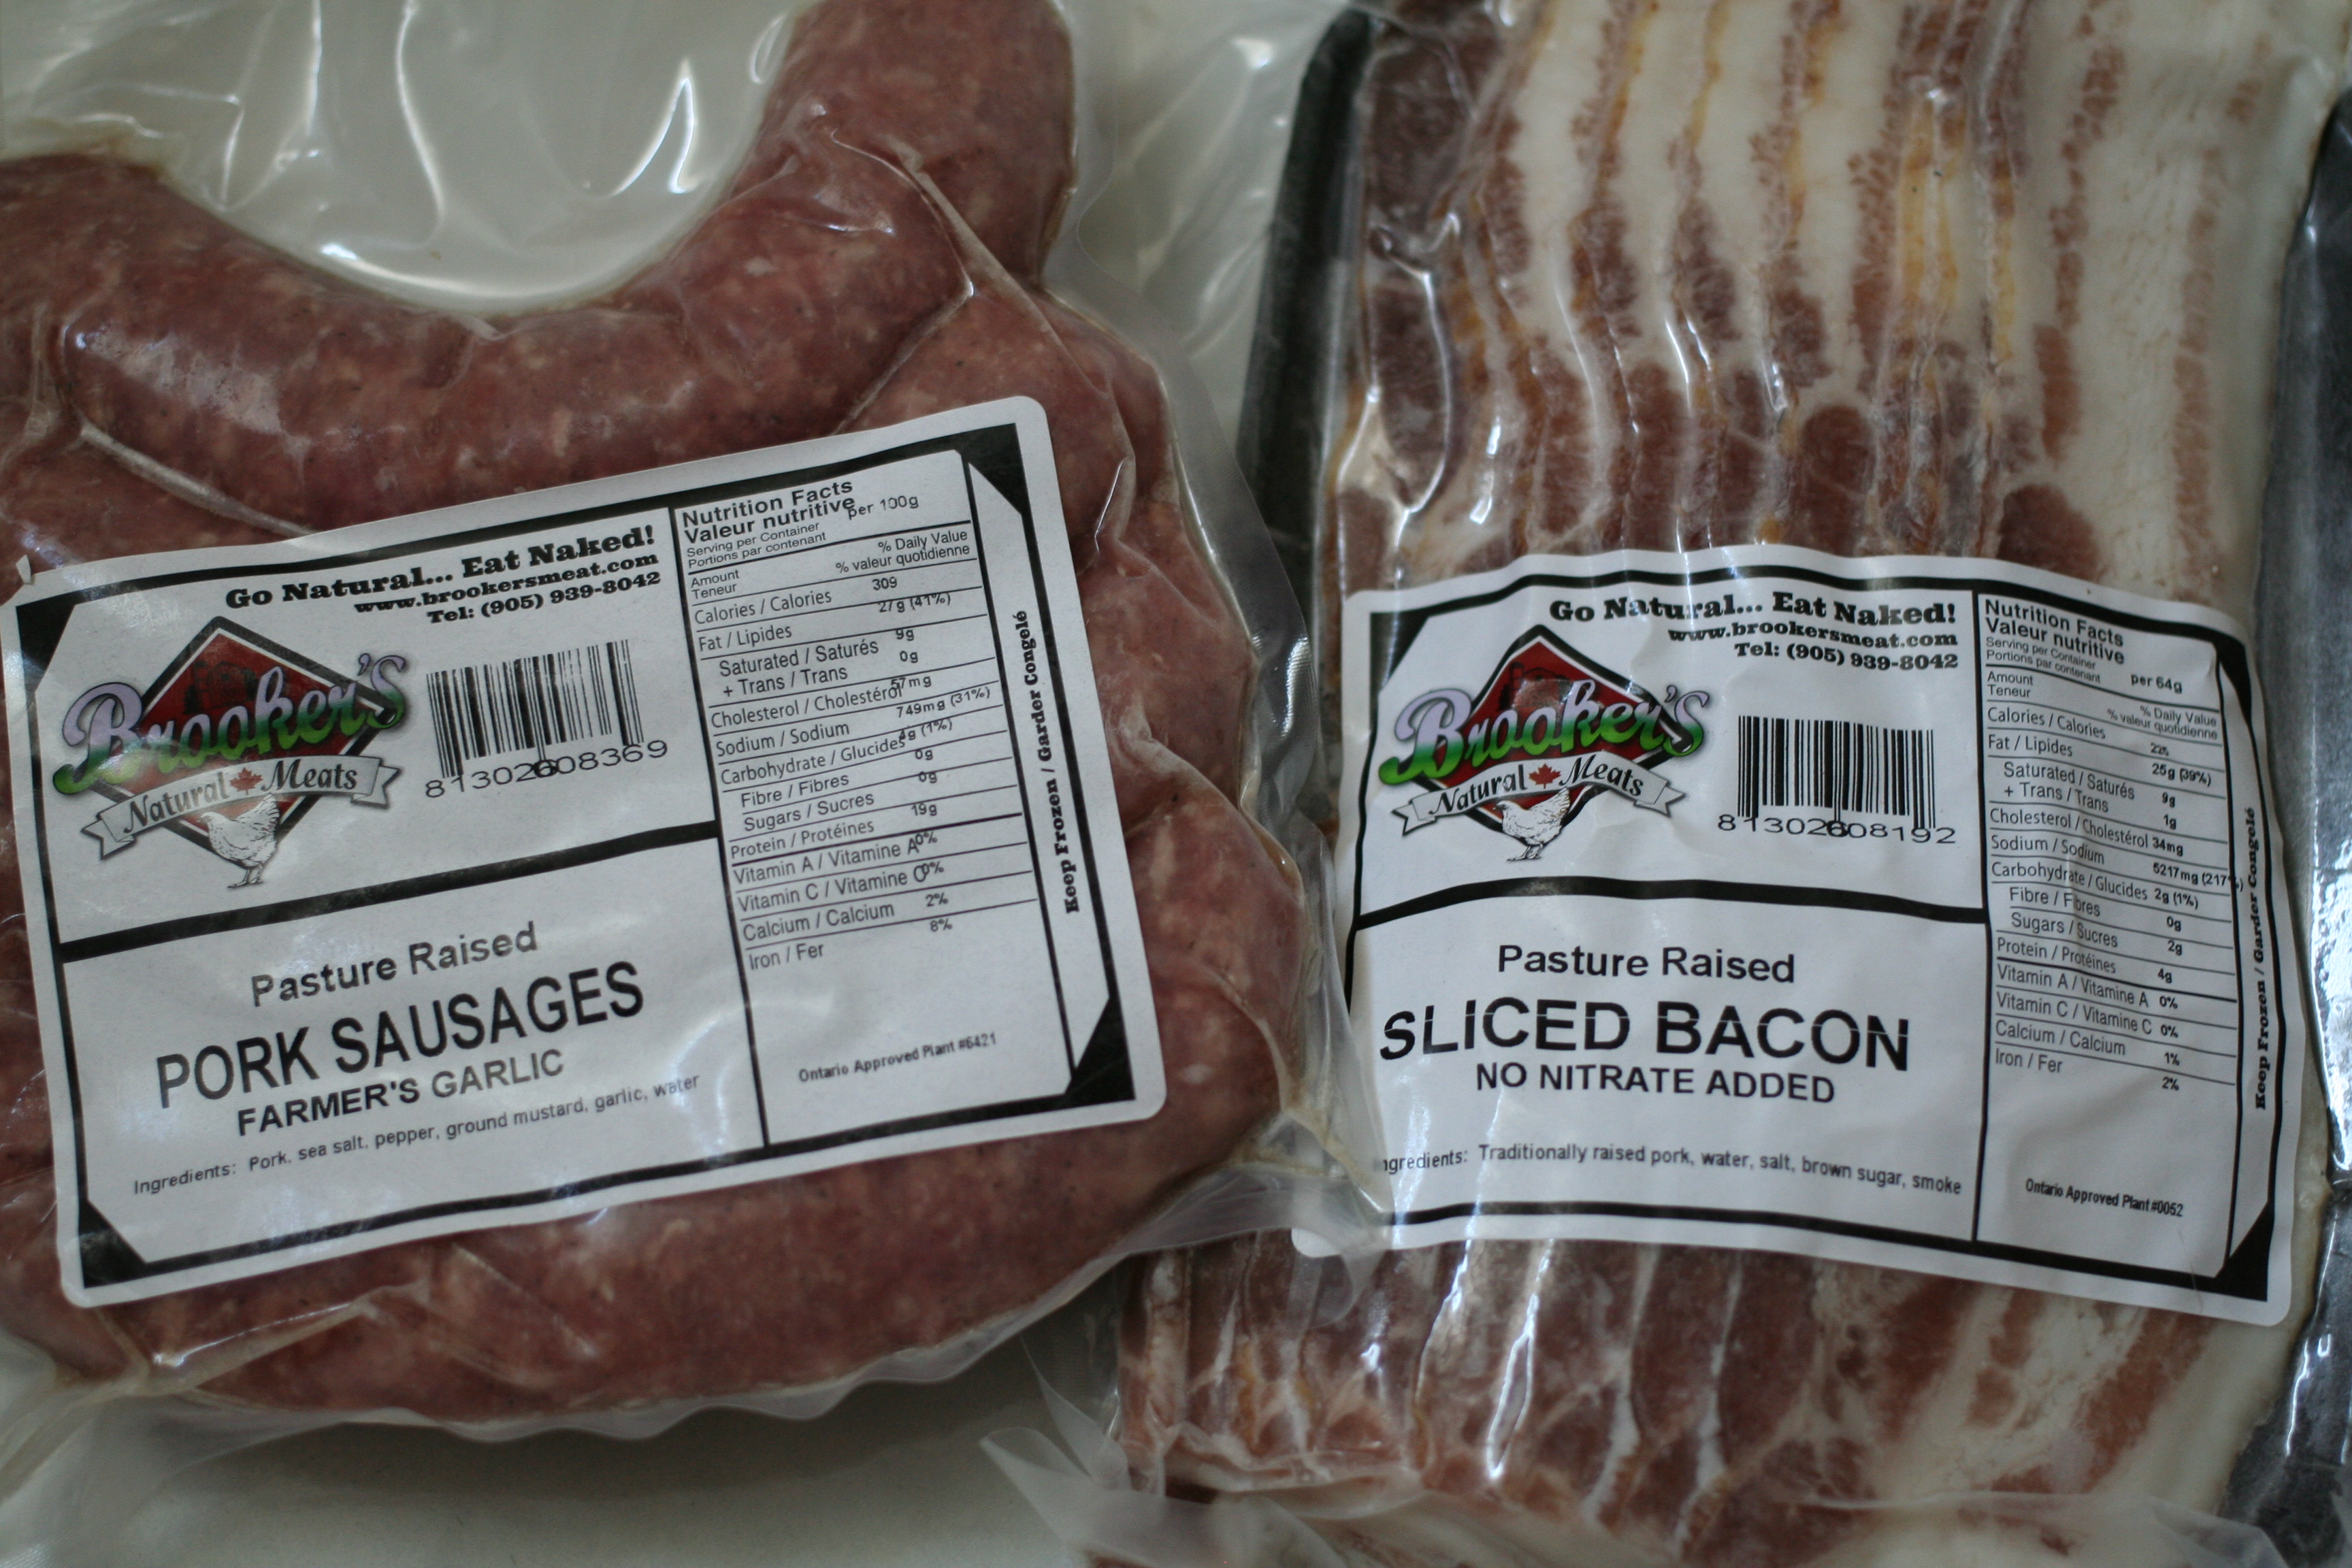 Go Natural... Eat Naked!
www.brookersmeat.com
Tel: (905) 939-8042
Brooker's
Natural Meats
813026608369
Pasture Raised
PORK SAUSAGES
FARMER'S GARLIC
Ingredients: Pork, sea salt, pepper, ground mustard, garlic, water
Nutrition Facts
Valeur nutritive
Serving per Container
Portions par contenant
per 100g
Amount
Teneur
% Daily Value
% valeur quotidienne
Calories / Calories 309
Fat / Lipides 27g (41%)
Saturated / Saturés 9g
+ Trans / Trans 0g
Cholesterol / Cholestérol 57mg
Sodium / Sodium 749mg (31%)
Carbohydrate / Glucides 4g (1%)
Fibre / Fibres 0g
Sugars / Sucres 0g
Protein / Protéines 19g
Vitamin A / Vitamine A 0%
Vitamin C / Vitamine C 0%
Calcium / Calcium 2%
Iron / Fer 8%
Ontario Approved Plant #6421
Keep Frozen / Garder Congelé
Go Natural... Eat Naked!
www.brookersmeat.com
Tel: (905) 939-8042
Brooker's
Natural Meats
813026608192
Pasture Raised
SLICED BACON
NO NITRATE ADDED
ngredients: Traditionally raised pork, water, salt, brown sugar, smoke
Nutrition Facts
Valeur nutritive
Serving per Container
Portions par contenant
per 64g
Amount
Teneur
% Daily Value
% valeur quotidienne
Calories / Calories
Fat / Lipides 25g (39%)
Saturated / Saturés 9g
+ Trans / Trans 1g
Cholesterol / Cholestérol 34mg
Sodium / Sodium 5217mg (217%)
Carbohydrate / Glucides 2g (1%)
Fibre / Fibres 0g
Sugars / Sucres 2g
Protein / Protéines 4g
Vitamin A / Vitamine A 0%
Vitamin C / Vitamine C 0%
Calcium / Calcium 1%
Iron / Fer 2%
Ontario Approved Plant #0052
Keep Frozen / Garder Congelé